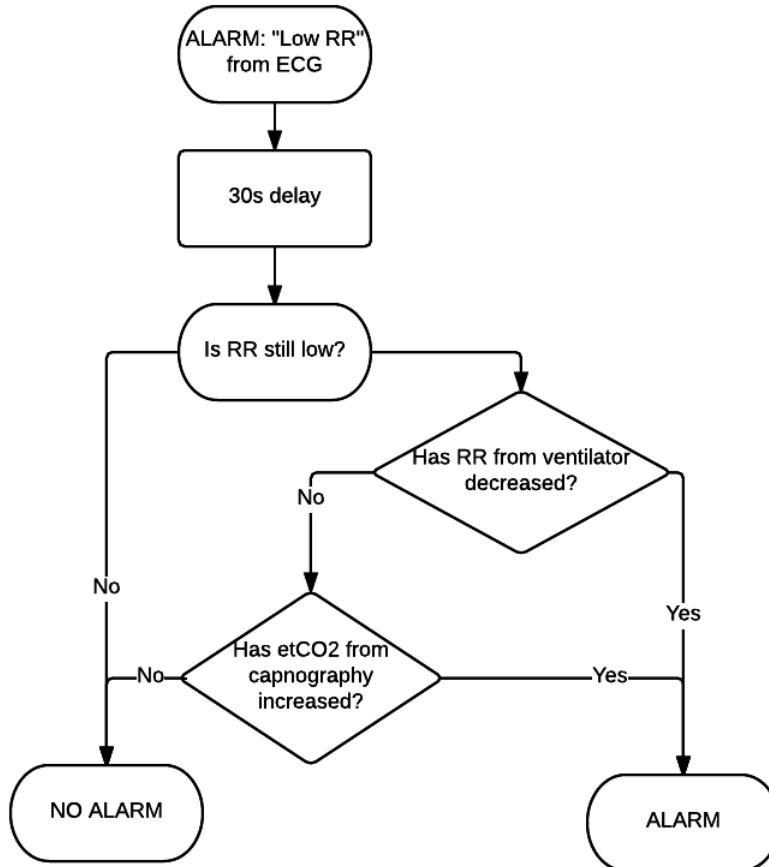 ALARM: "Low RR"
from ECG
30s delay
Is RR still low?
Has RR from ventilator
decreased?
No
No
Yes
Has etCO2 from
capnography
increased?
No
Yes
NO ALARM
ALARM